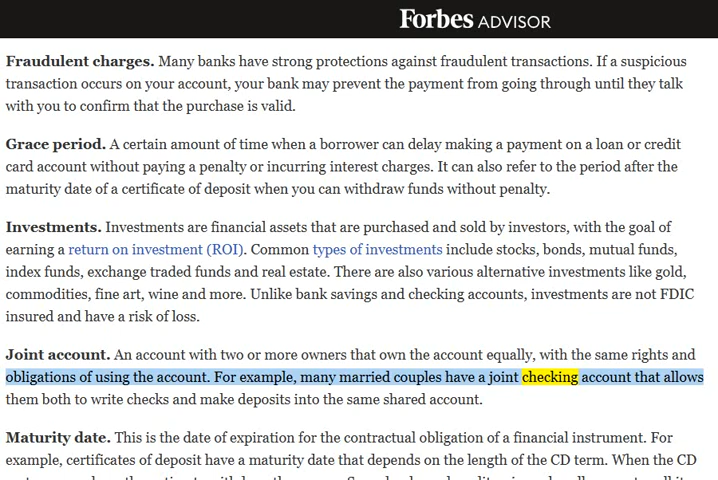 Forbes ADVISOR
Fraudulent charges. Many banks have strong protections against fraudulent transactions. If a suspicious
transaction occurs on your account, your bank may prevent the payment from going through until they talk
with you to confirm that the purchase is valid.
Grace period. A certain amount of time when a borrower can delay making a payment on a loan or credit
card account without paying a penalty or incurring interest charges. It can also refer to the period after the
maturity date of a certificate of deposit when you can withdraw funds without penalty.
Investments. Investments are financial assets that are purchased and sold by investors, with the goal of
earning a return on investment (ROI). Common types of investments include stocks, bonds, mutual funds,
index funds, exchange traded funds and real estate. There are also various alternative investments like gold,
commodities, fine art, wine and more. Unlike bank savings and checking accounts, investments are not FDIC
insured and have a risk of loss.
Joint account. An account with two or more owners that own the account equally, with the same rights and
obligations of using the account. For example, many married couples have a joint checking account that allows
them both to write checks and make deposits into the same shared account.
Maturity date. This is the date of expiration for the contractual obligation of a financial instrument. For
example, certificates of deposit have a maturity date that depends on the length of the CD term. When the CD